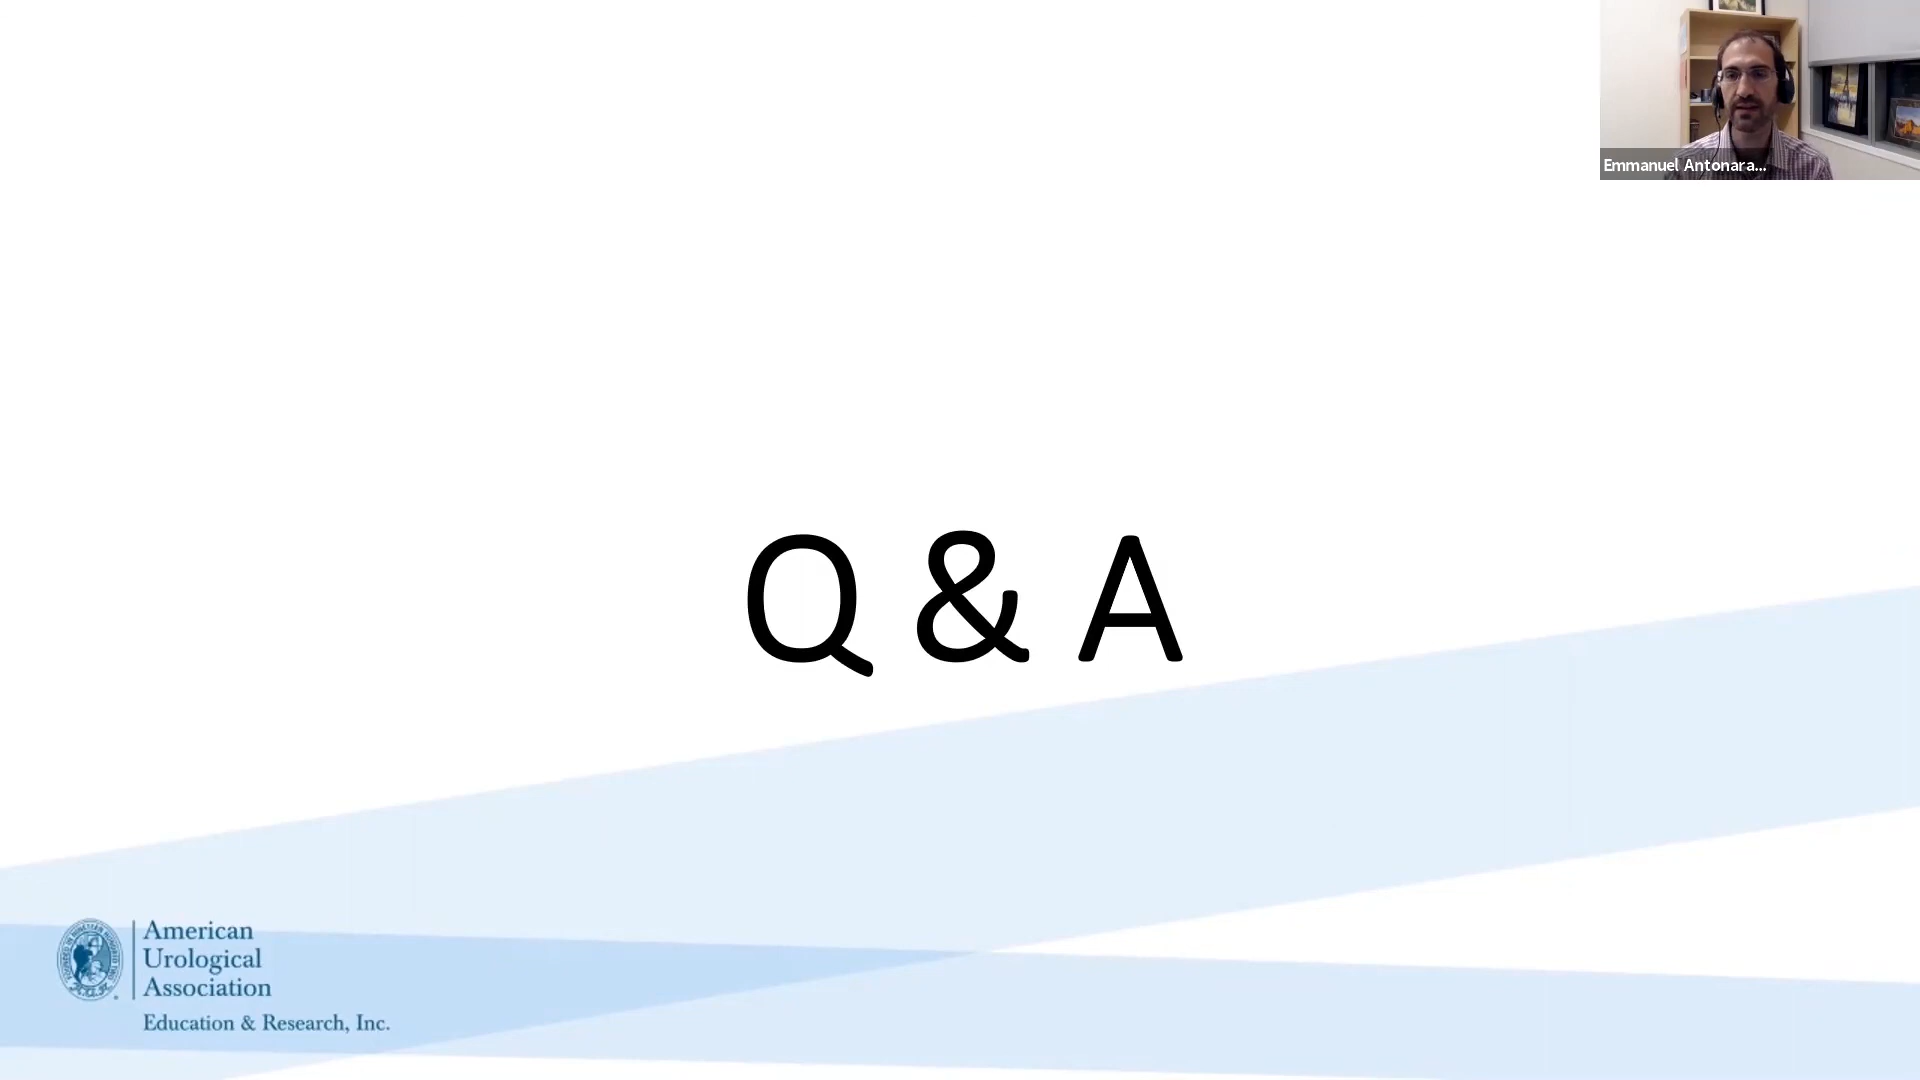 Emmanuel Antonara...
Q & A
American
Urological
Association
Education & Research, Inc.